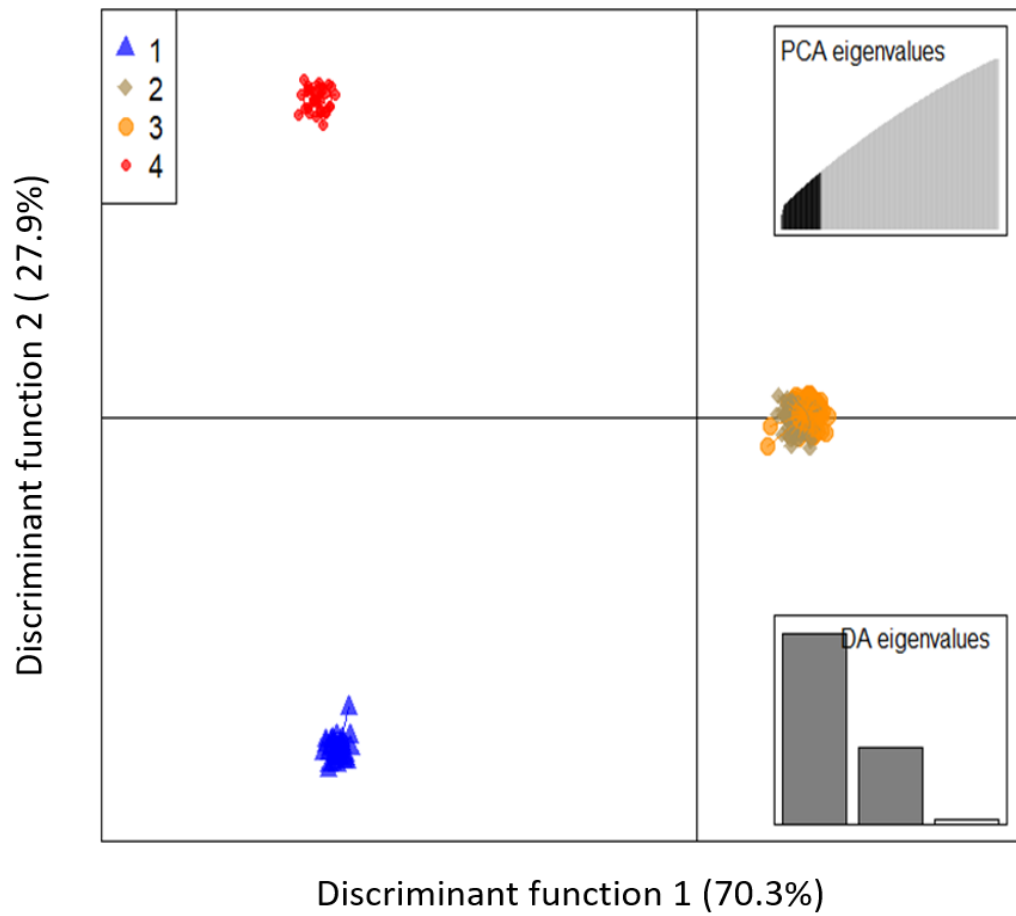 1
2
3
4
PCA eigenvalues
Discriminant function 2 ( 27.9%)
DA eigenvalues
Discriminant function 1 (70.3%)